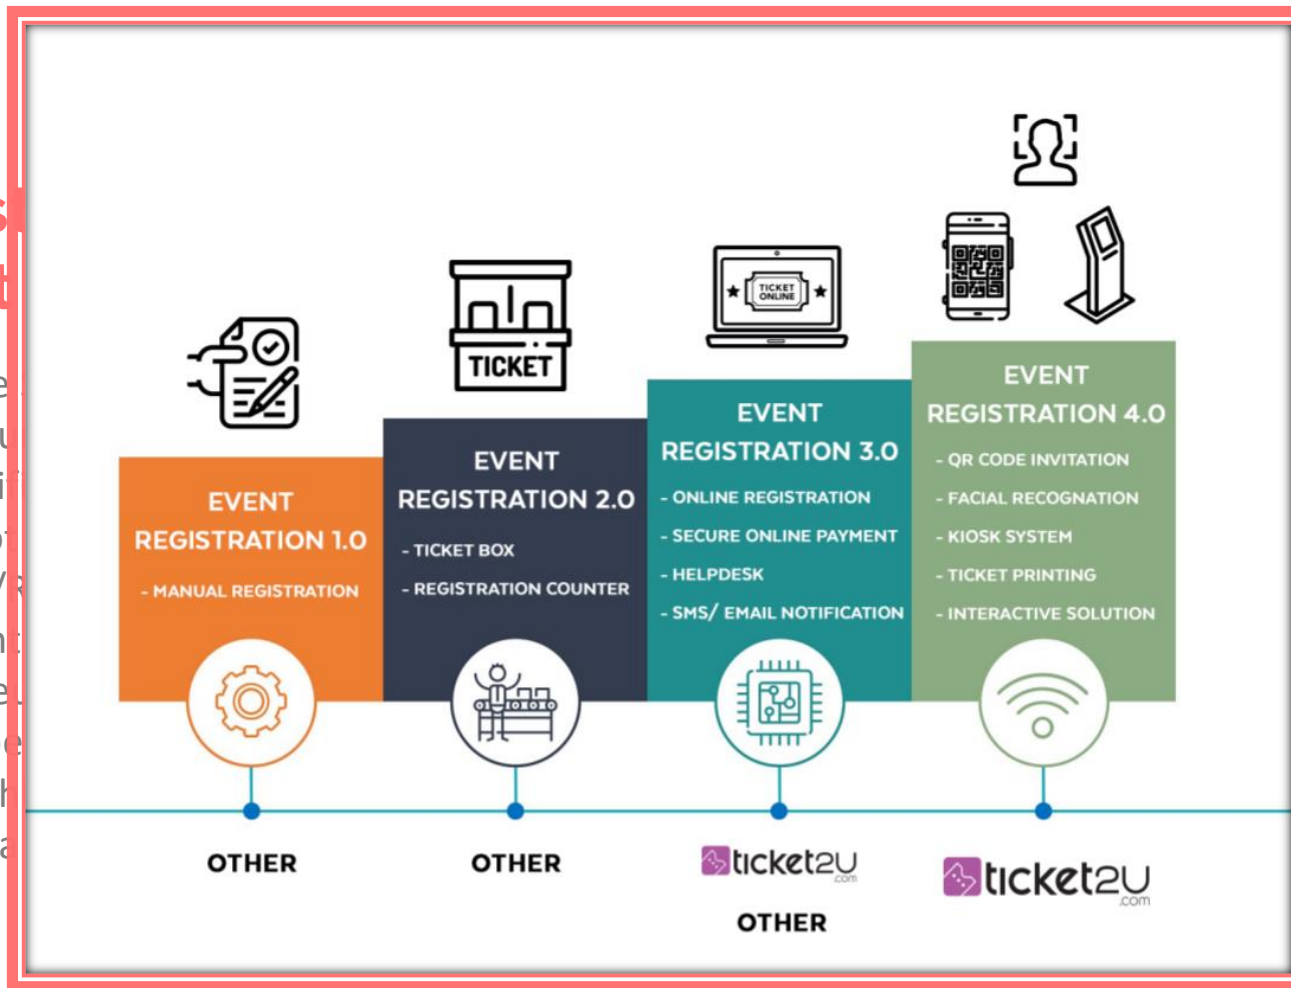 TICKET
TICKET
ONLINE
EVENT
REGISTRATION 1.0
- MANUAL REGISTRATION
EVENT
REGISTRATION 2.0
- TICKET BOX
- REGISTRATION COUNTER
EVENT
REGISTRATION 3.0
- ONLINE REGISTRATION
- SECURE ONLINE PAYMENT
- HELPDESK
- SMS/ EMAIL NOTIFICATION
EVENT
REGISTRATION 4.0
- QR CODE INVITATION
- FACIAL RECOGNATION
- KIOSK SYSTEM
- TICKET PRINTING
- INTERACTIVE SOLUTION
OTHER
OTHER
ticket2U
.com
OTHER
ticket2U
.com